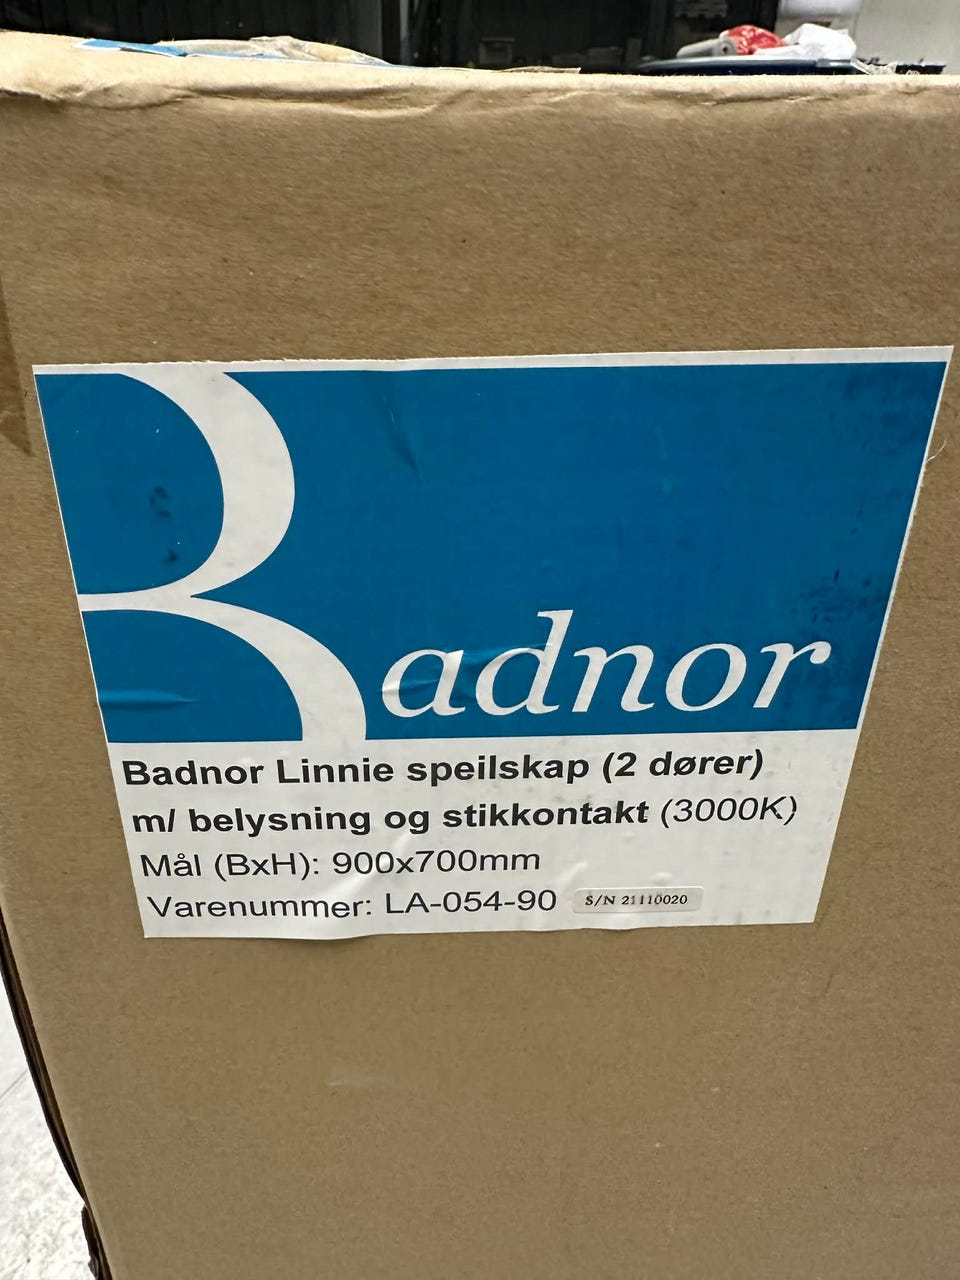 Badnor
Badnor Linnie speilskap (2 dører)
m/ belysning og stikkontakt (3000K)
Mål (BxH): 900x700mm
Varenummer: LA-054-90 S/N 21110020